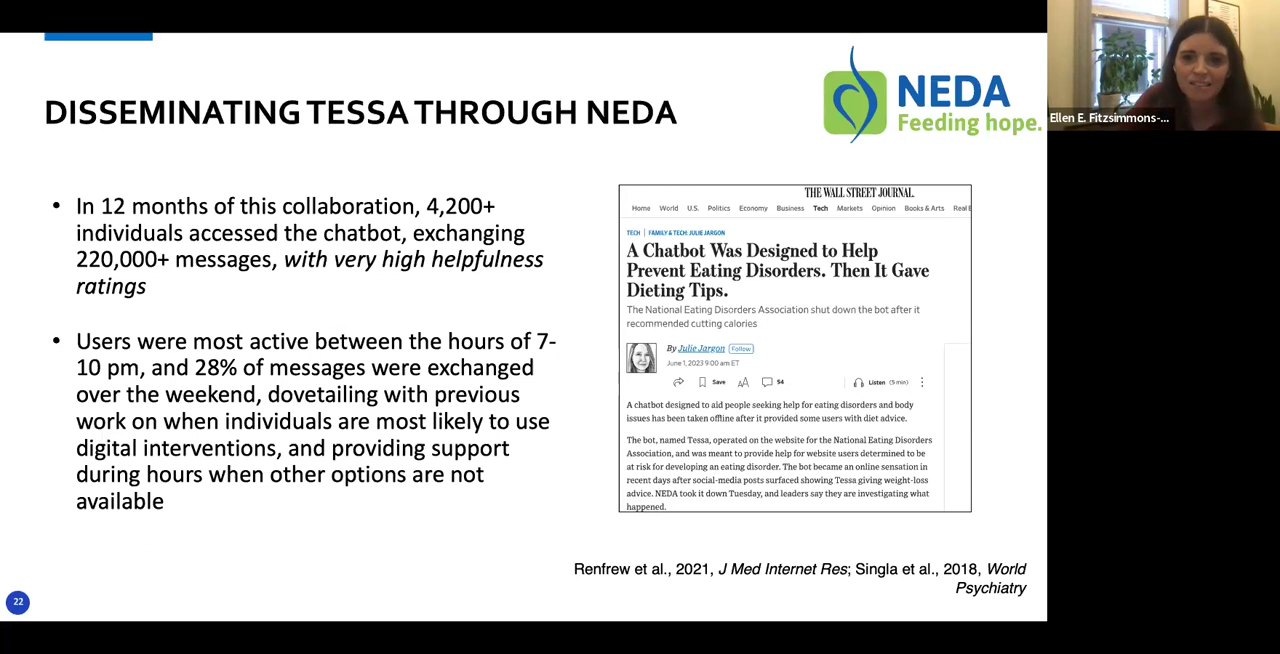 DISSEMINATING TESSA THROUGH NEDA
NEDA
Feeding hope.
Ellen E. Fitzsimmons-...
• In 12 months of this collaboration, 4,200+
individuals accessed the chatbot, exchanging
220,000+ messages, with very high helpfulness
ratings
• Users were most active between the hours of 7-
10 pm, and 28% of messages were exchanged
over the weekend, dovetailing with previous
work on when individuals are most likely to use
digital interventions, and providing support
during hours when other options are not
available
THE WALL STREET JOURNAL.
Home World U.S. Politics Economy Business Tech Markets Opinion Books & Arts Real E
TECH | FAMILY & TECH: JULIE JARGON
A Chatbot Was Designed to Help
Prevent Eating Disorders. Then It Gave
Dieting Tips.
The National Eating Disorders Association shut down the bot after it
recommended cutting calories
By Julie Jargon Follow
June 1, 2023 9:00 am ET
Save AA 54 Listen (5 min)
A chatbot designed to aid people seeking help for eating disorders and body
issues has been taken offline after it provided some users with diet advice.
The bot, named Tessa, operated on the website for the National Eating Disorders
Association, and was meant to provide help for website users determined to be
at risk for developing an eating disorder. The bot became an online sensation in
recent days after social-media posts surfaced showing Tessa giving weight-loss
advice. NEDA took it down Tuesday, and leaders say they are investigating what
happened.
Renfrew et al., 2021, J Med Internet Res; Singla et al., 2018, World
Psychiatry
22